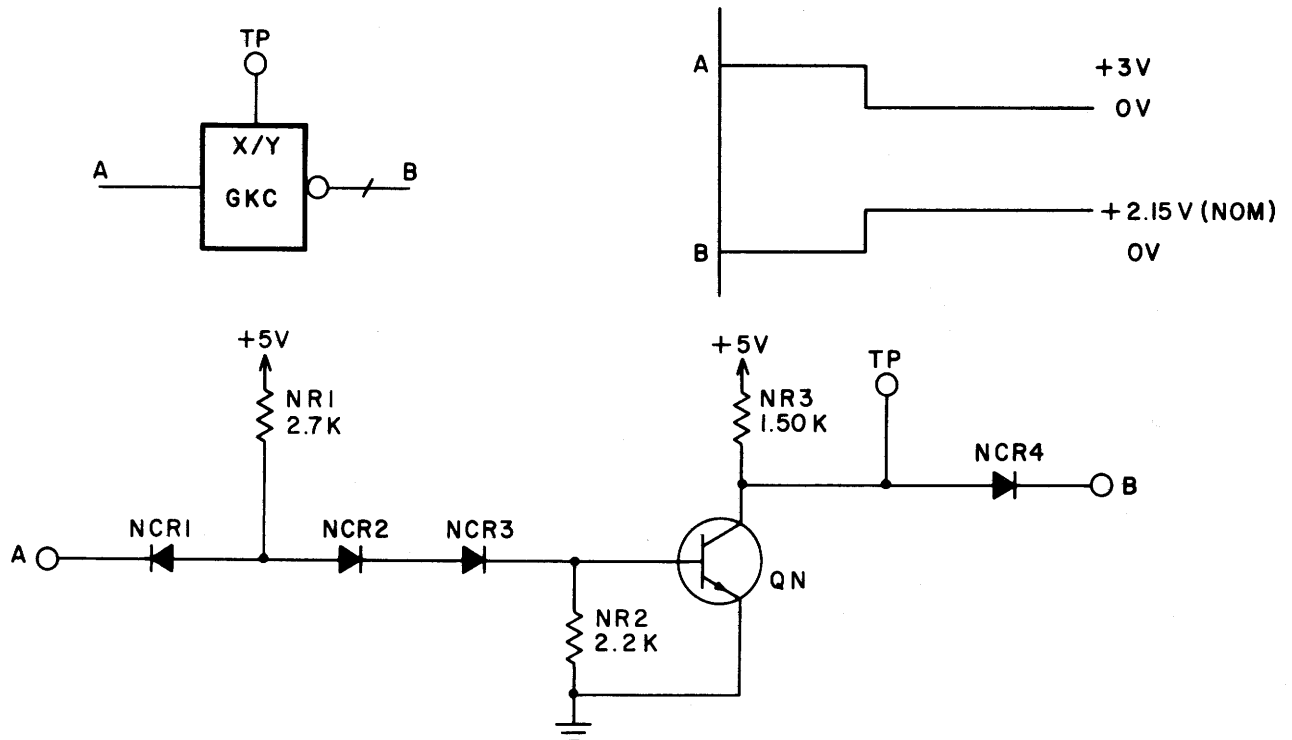 TP
X/Y
A
GKC
B
A
+3V
0V
+2.15V (NOM)
B
0V
+5V
NR1
2.7K
+5V
NR3
1.50K
TP
NCR4
B
A
NCR1
NCR2
NCR3
QN
NR2
2.2K